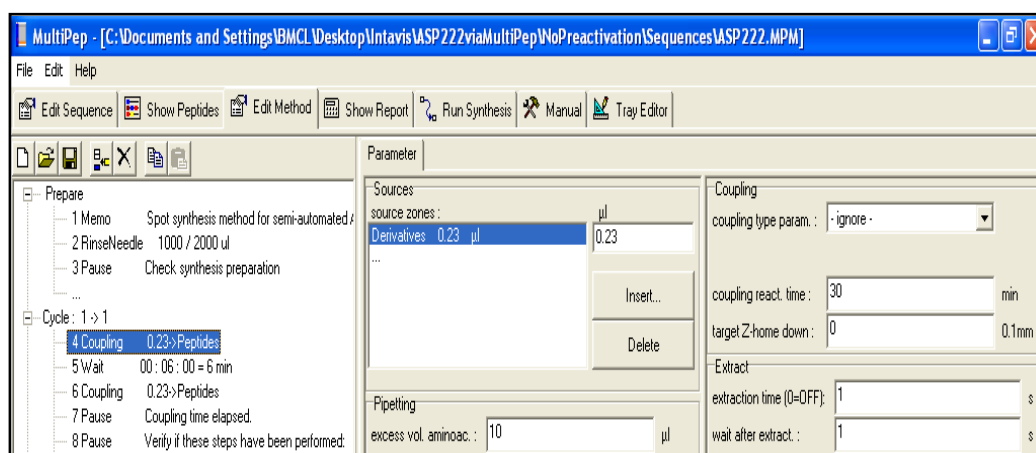 MultiPep - [C:\Documents and Settings\BMCL\Desktop\Intavis\ASP222viaMultiPep\NoPreactivation\Sequences\ASP222.MPM]
File Edit Help
Edit Sequence Show Peptides Edit Method Show Report Run Synthesis Manual Tray Editor
Prepare
1 Memo Spot synthesis method for semi-automated
2 RinseNeedle 1000 / 2000 ul
3 Pause Check synthesis preparation
...
Cycle : 1 -> 1
4 Coupling 0.23->Peptides
5 Wait 00 : 06 : 00 = 6 min
6 Coupling 0.23->Peptides
7 Pause Coupling time elapsed.
8 Pause Verify if these steps have been performed:
Parameter
Sources
source zones : µl
Derivatives 0.23 µl 0.23
...
Insert...
Delete
Pipetting
excess vol. aminoac. : 10 µl
Coupling
coupling type param. : - ignore -
coupling react. time : 30 min
target Z-home down : 0 0.1mm
Extract
extraction time (0=OFF): 1 s
wait after extract. : 1 s